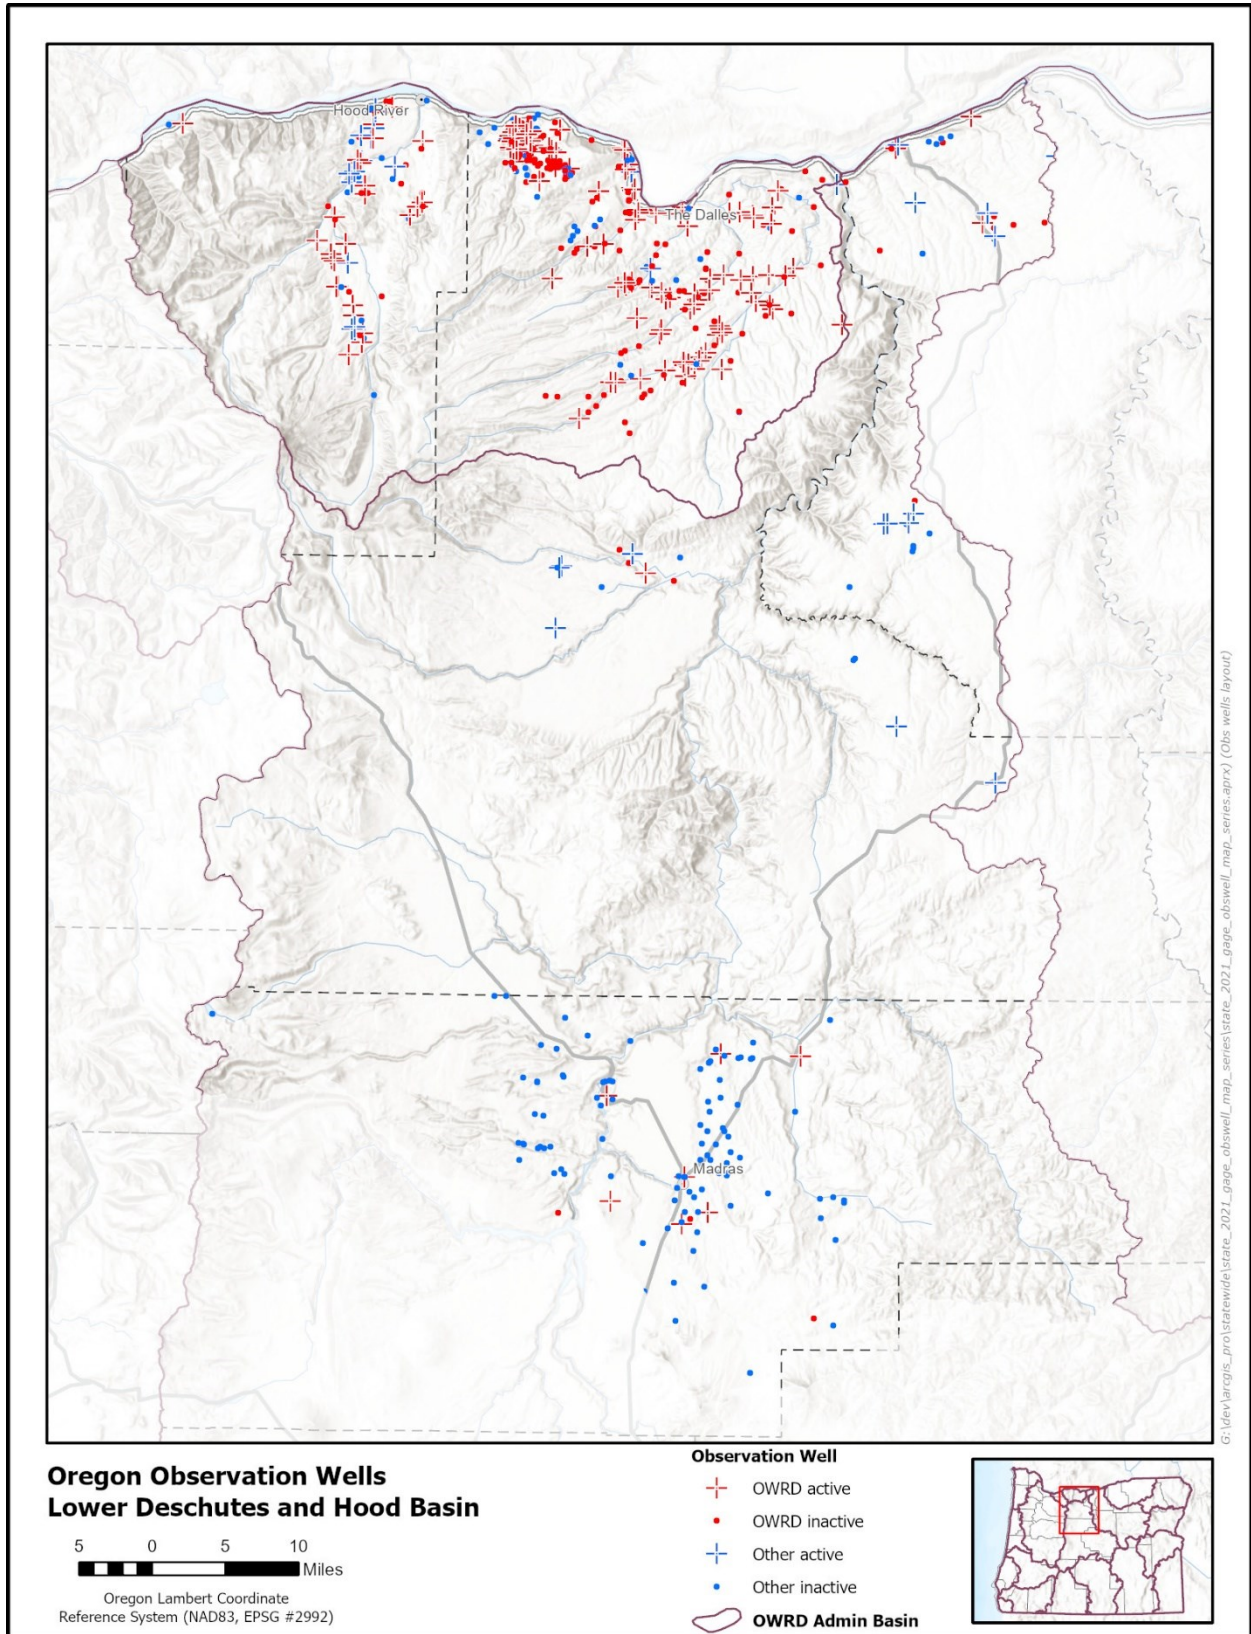 Hood River
The Dalles
Madras
G:\dev\arcgis_pro\statewide\state_2021_gage_obswell_map_series\state_2021_gage_obswell_map_series.aprx) (Obs wells layout)
Oregon Observation Wells
Lower Deschutes and Hood Basin
5 0 5 10
Miles
Oregon Lambert Coordinate
Reference System (NAD83, EPSG #2992)
Observation Well
OWRD active
OWRD inactive
Other active
Other inactive
OWRD Admin Basin